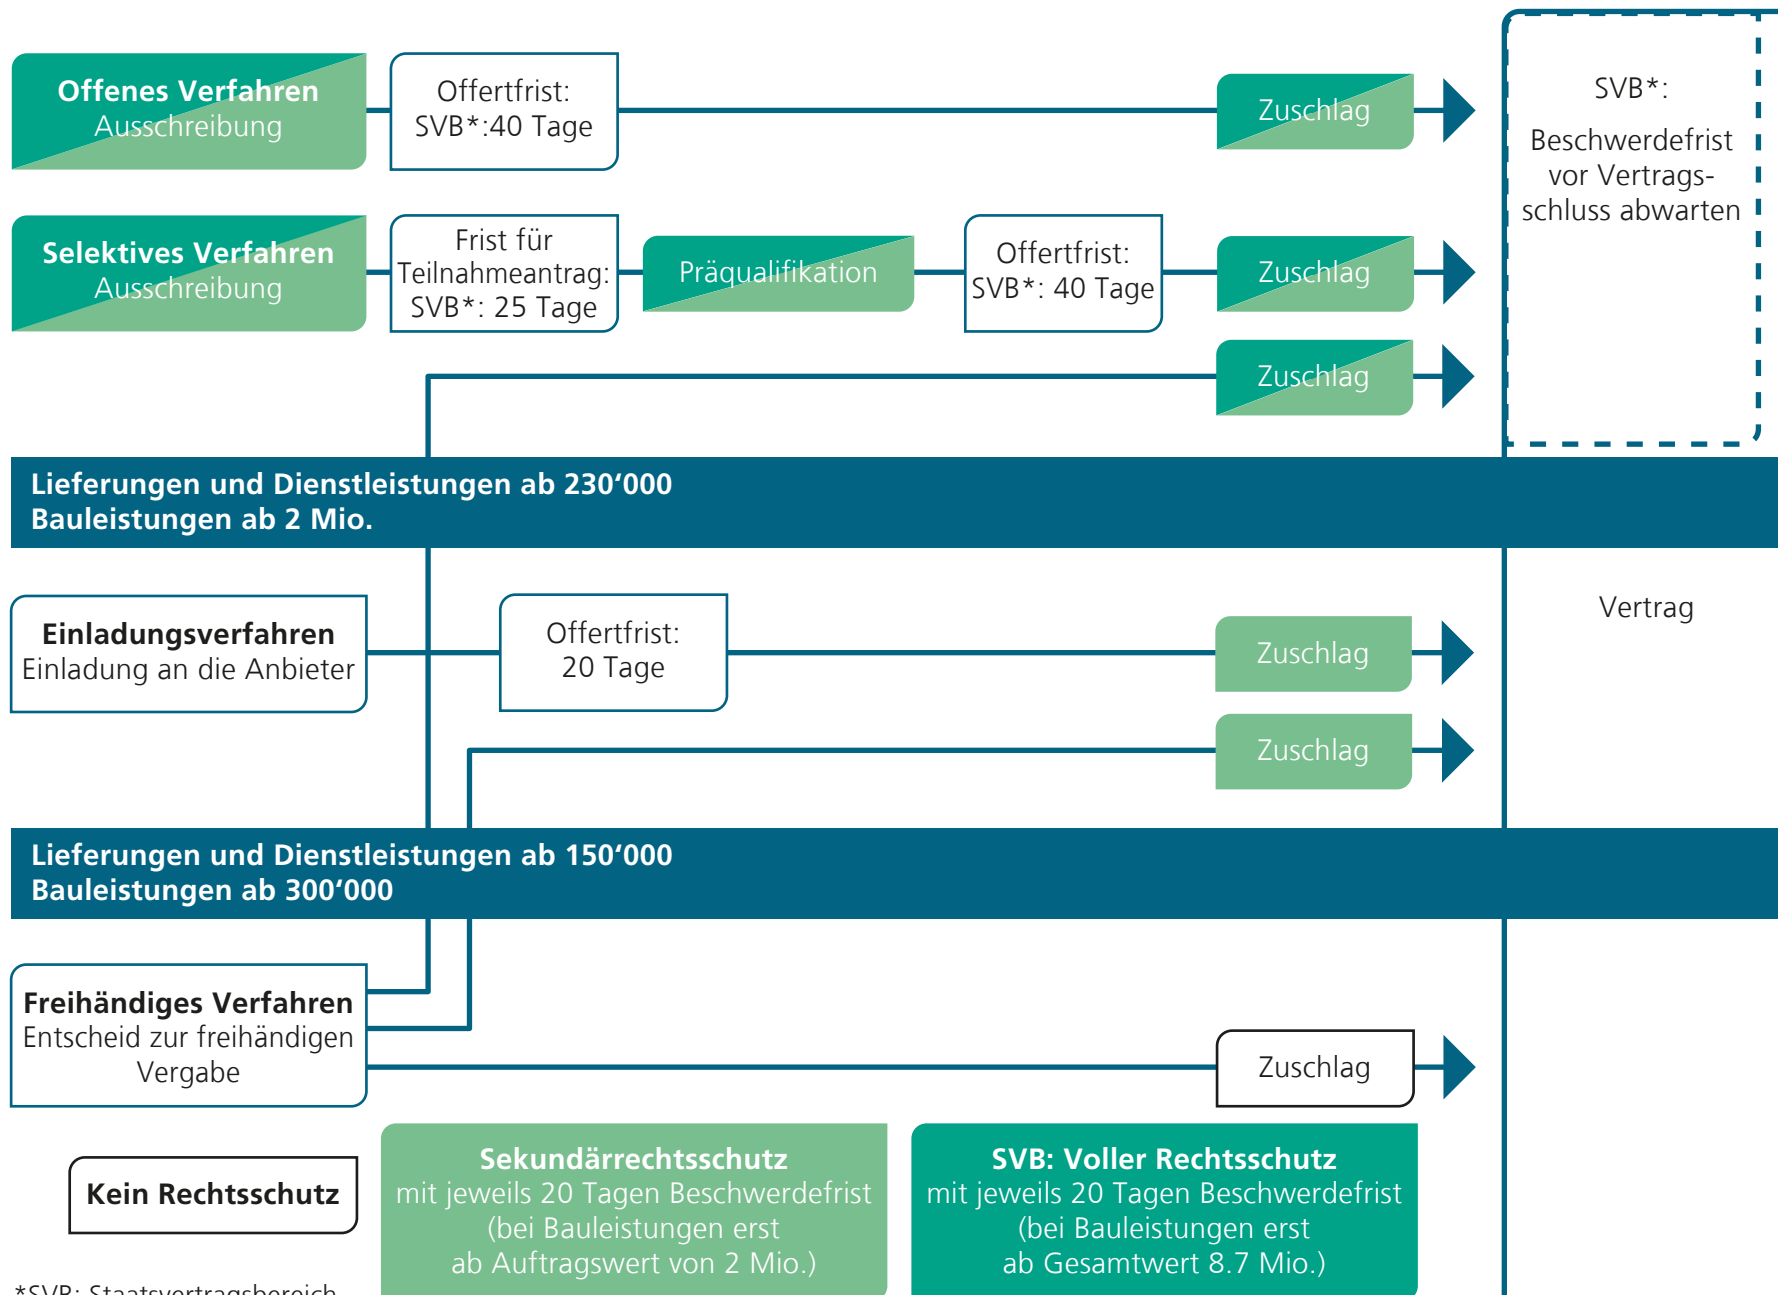 Offenes Verfahren
Ausschreibung
Offertfrist:
SVB*:40 Tage
Zuschlag
SVB*:
Beschwerdefrist
vor Vertrags-
schluss abwarten
Selektives Verfahren
Ausschreibung
Frist für
Teilnahmeantrag:
SVB*: 25 Tage
Präqualifikation
Offertfrist:
SVB*: 40 Tage
Zuschlag
Zuschlag
Lieferungen und Dienstleistungen ab 230‘000
Bauleistungen ab 2 Mio.
Einladungsverfahren
Einladung an die Anbieter
Offertfrist:
20 Tage
Zuschlag
Vertrag
Zuschlag
Lieferungen und Dienstleistungen ab 150‘000
Bauleistungen ab 300‘000
Freihändiges Verfahren
Entscheid zur freihändigen
Vergabe
Zuschlag
Kein Rechtsschutz
Sekundärrechtsschutz
mit jeweils 20 Tagen Beschwerdefrist
(bei Bauleistungen erst
ab Auftragswert von 2 Mio.)
SVB: Voller Rechtsschutz
mit jeweils 20 Tagen Beschwerdefrist
(bei Bauleistungen erst
ab Gesamtwert 8.7 Mio.)
*SVB: Staatsvertragsbereich